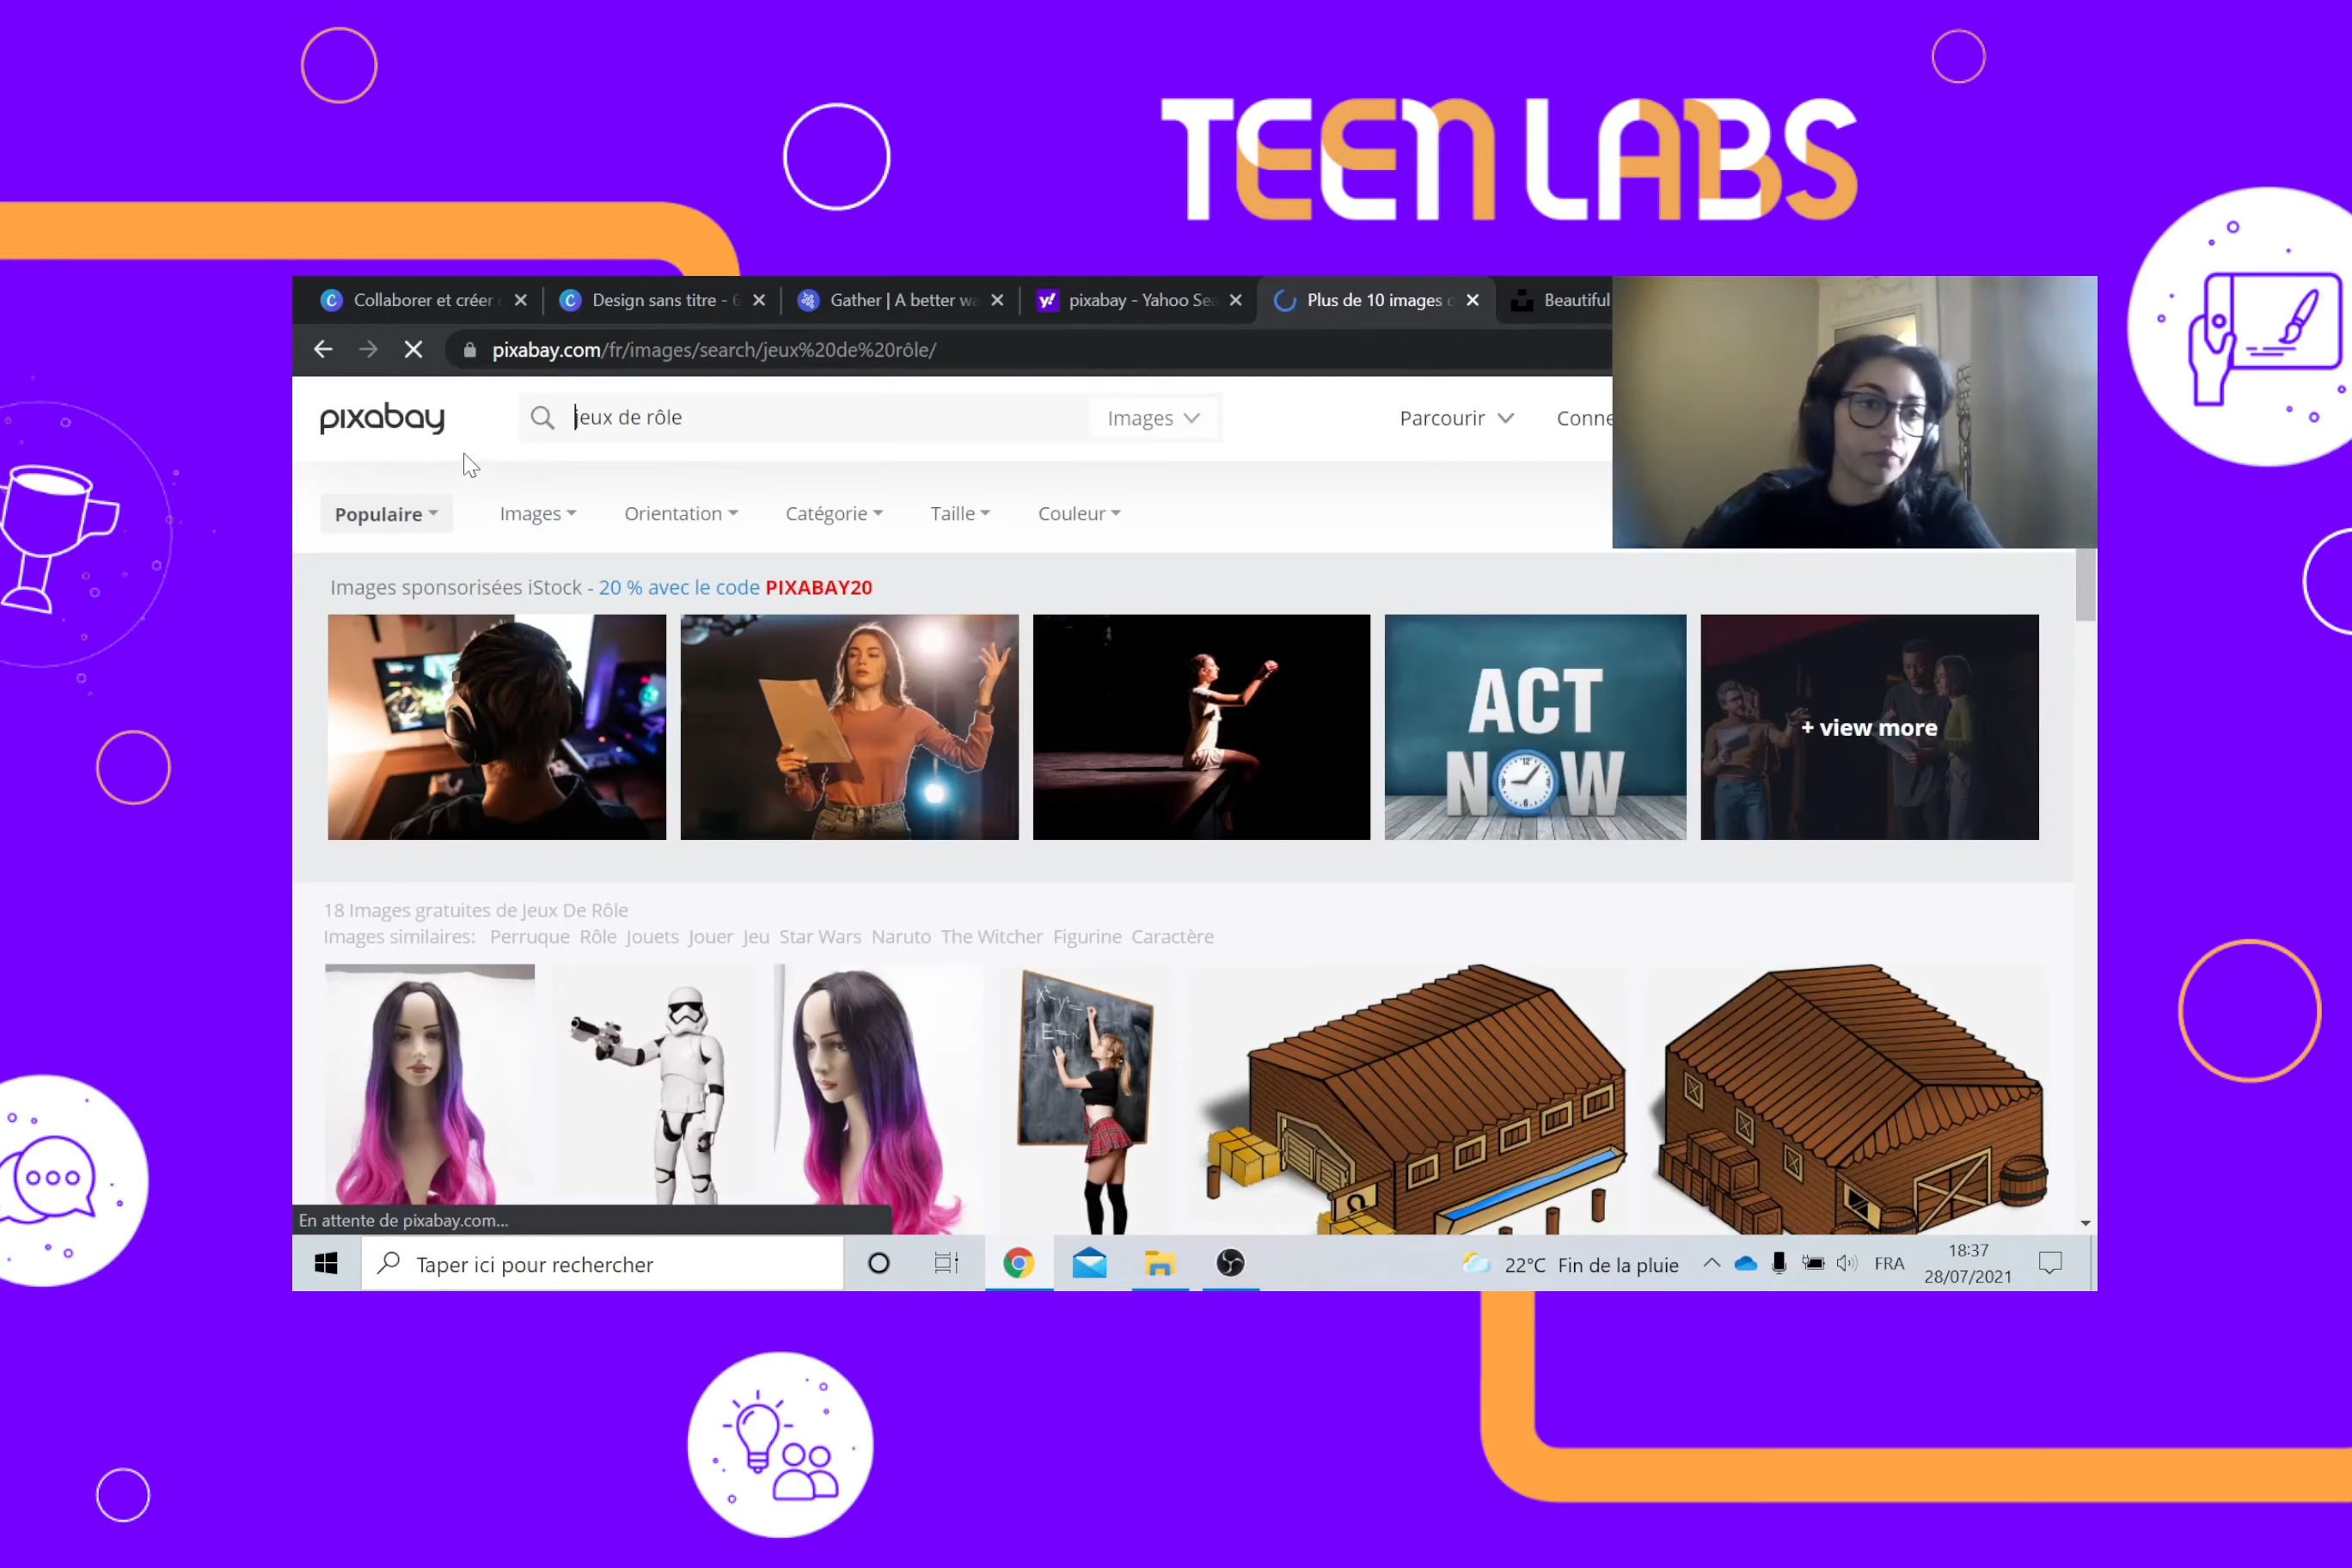 TEEN LABS
Collaborer et créer
Design sans titre - 6
Gather | A better wa
pixabay - Yahoo Sea
Plus de 10 images
Beautiful
pixabay.com/fr/images/search/jeux%20de%20rôle/
pixabay
jeux de rôle
Images
Parcourir
Conne
Populaire
Images
Orientation
Catégorie
Taille
Couleur
Images sponsorisées iStock - 20 % avec le code PIXABAY20
ACT
NOW
+ view more
18 Images gratuites de Jeux De Rôle
Images similaires: Perruque Rôle Jouets Jouer Jeu Star Wars Naruto The Witcher Figurine Caractère
En attente de pixabay.com...
Taper ici pour rechercher
22°C Fin de la pluie
FRA
18:37
28/07/2021